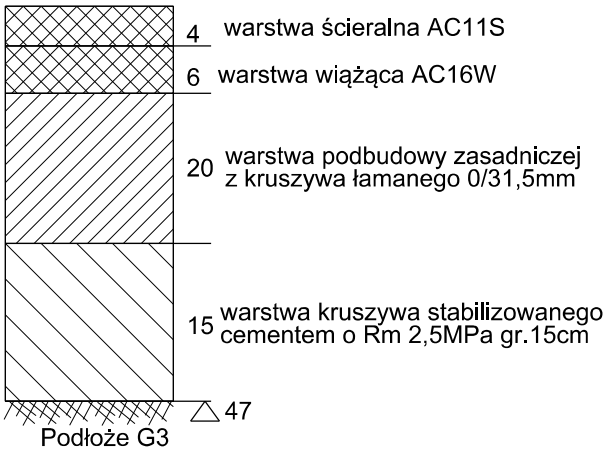 4 warstwa ścieralna AC11S
6 warstwa wiążąca AC16W
20 warstwa podbudowy zasadniczej
z kruszywa łamanego 0/31,5mm
15 warstwa kruszywa stabilizowanego
cementem o Rm 2,5MPa gr.15cm
47
Podłoże G3